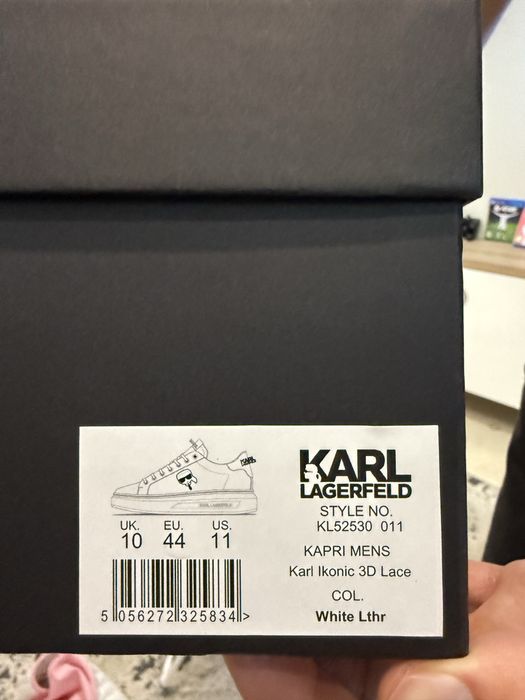 KARL
LAGERFELD
STYLE NO.
KL52530 011
KAPRI MENS
Karl Ikonic 3D Lace
COL.
White Lthr
UK. EU. US.
10 44 11
5 056272 325834 >